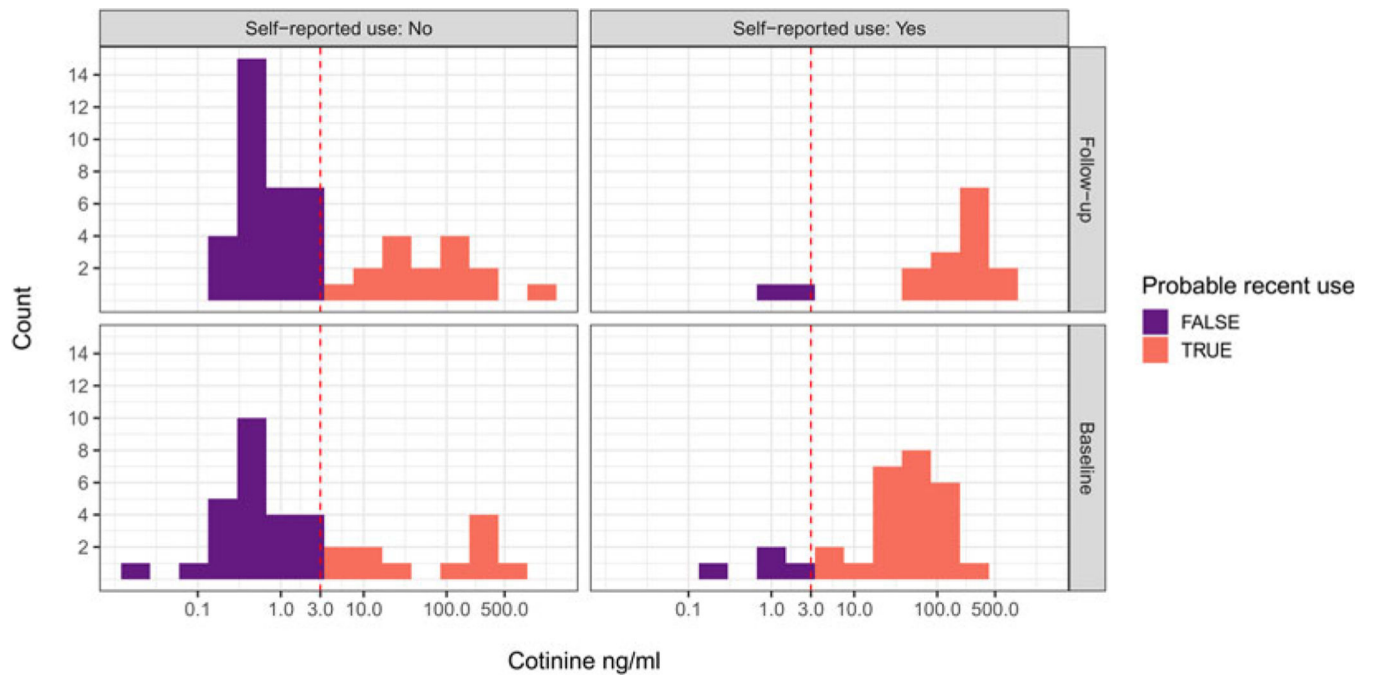 Self−reported use: No
Self−reported use: Yes
14
12
10
8
6
4
2
Follow−up
14
12
10
8
6
4
2
Baseline
Count
0.1 1.0 3.0 10.0 100.0 500.0
0.1 1.0 3.0 10.0 100.0 500.0
Cotinine ng/ml
Probable recent use
FALSE
TRUE